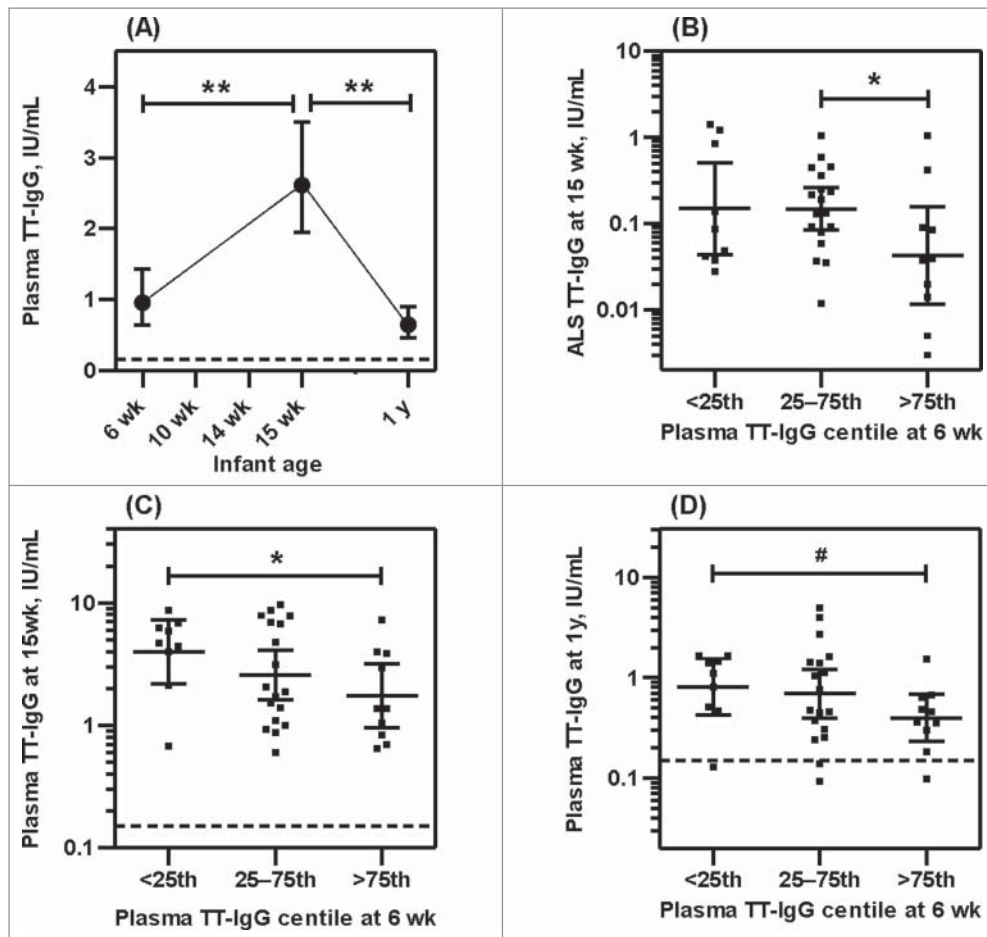 (A)
Plasma TT-IgG, IU/mL
4
3
2
1
0
**
**
6 wk
10 wk
14 wk
15 wk
1 y
Infant age
(B)
ALS TT-IgG at 15 wk, IU/mL
10
1
0.1
0.01
*
<25th
25–75th
>75th
Plasma TT-IgG centile at 6 wk
(C)
Plasma TT-IgG at 15wk, IU/mL
10
1
0.1
*
<25th
25–75th
>75th
Plasma TT-IgG centile at 6 wk
(D)
Plasma TT-IgG at 1y, IU/mL
10
1
0.1
#
<25th
25–75th
>75th
Plasma TT-IgG centile at 6 wk